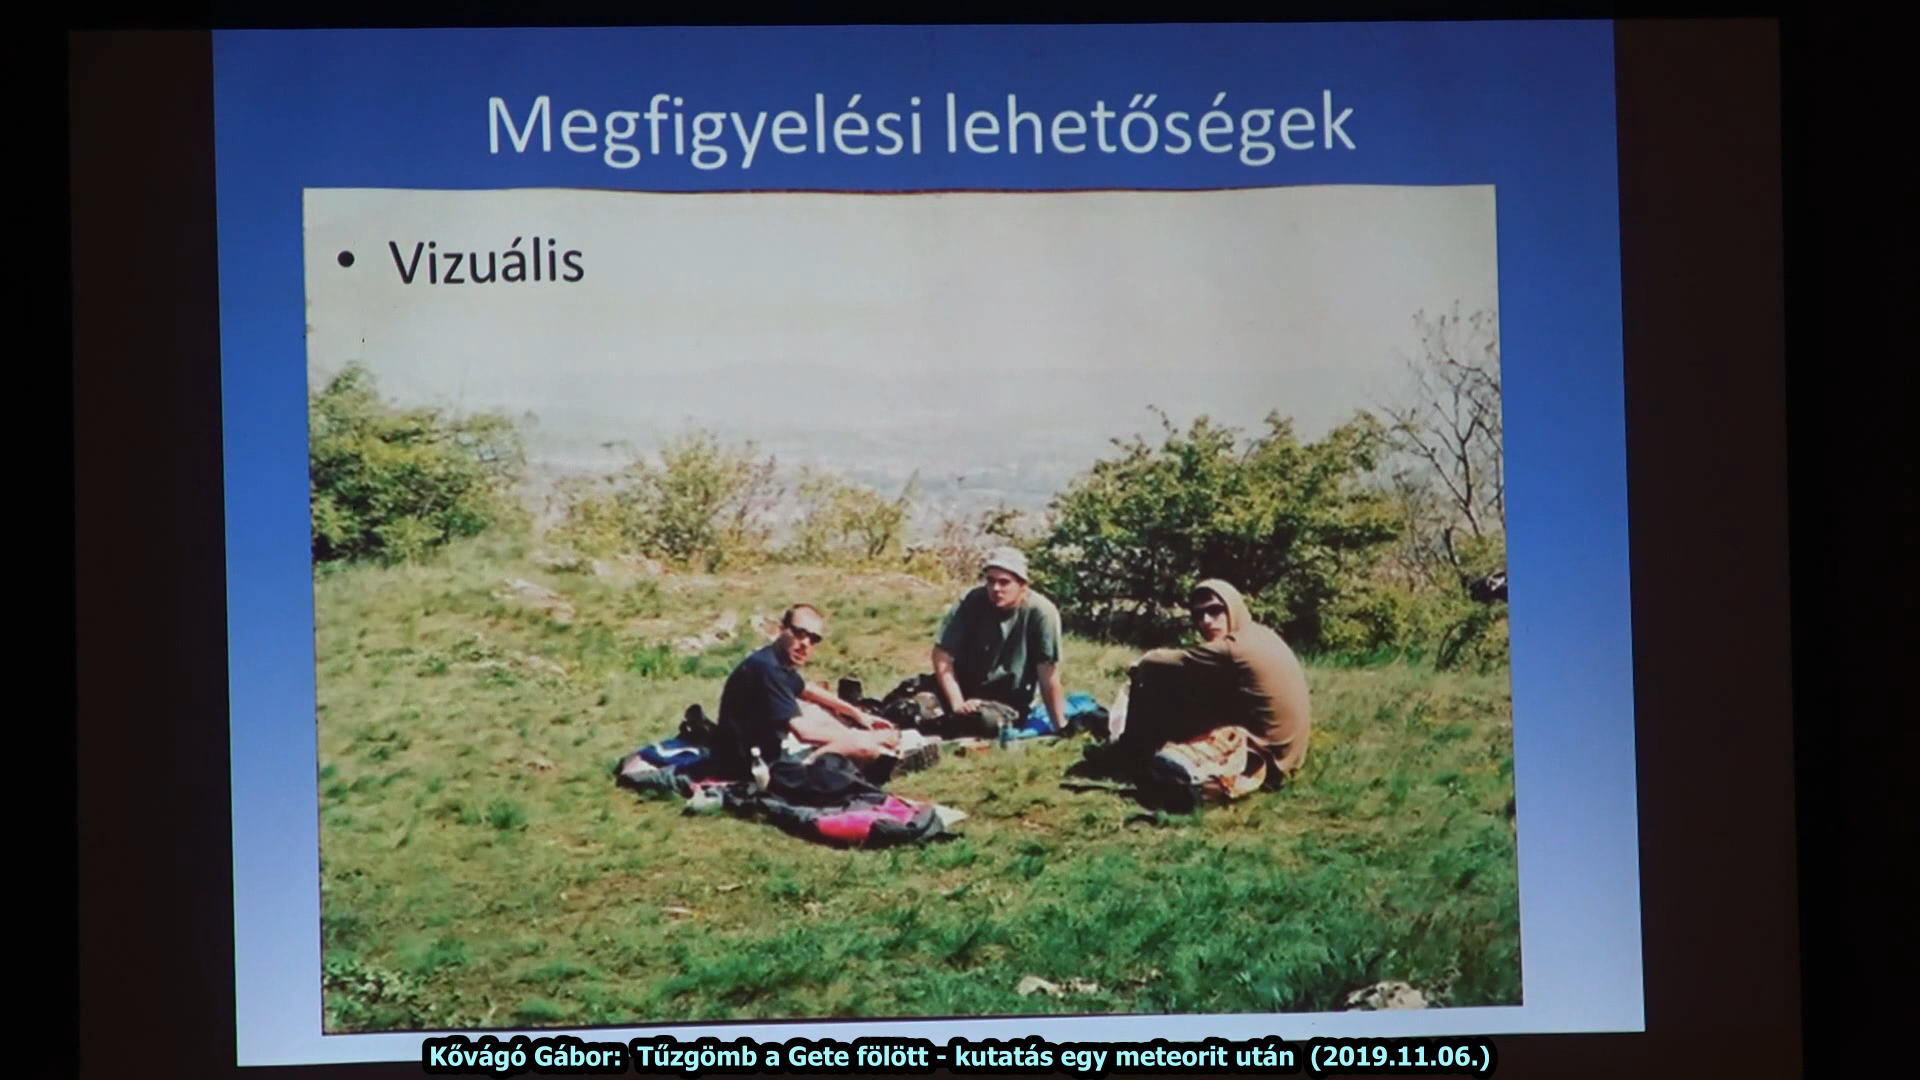 Megfigyelési lehetőségek
• Vizuális
Kővágó Gábor: Tűzgömb a Gete fölött - kutatás egy meteorit után (2019.11.06.)